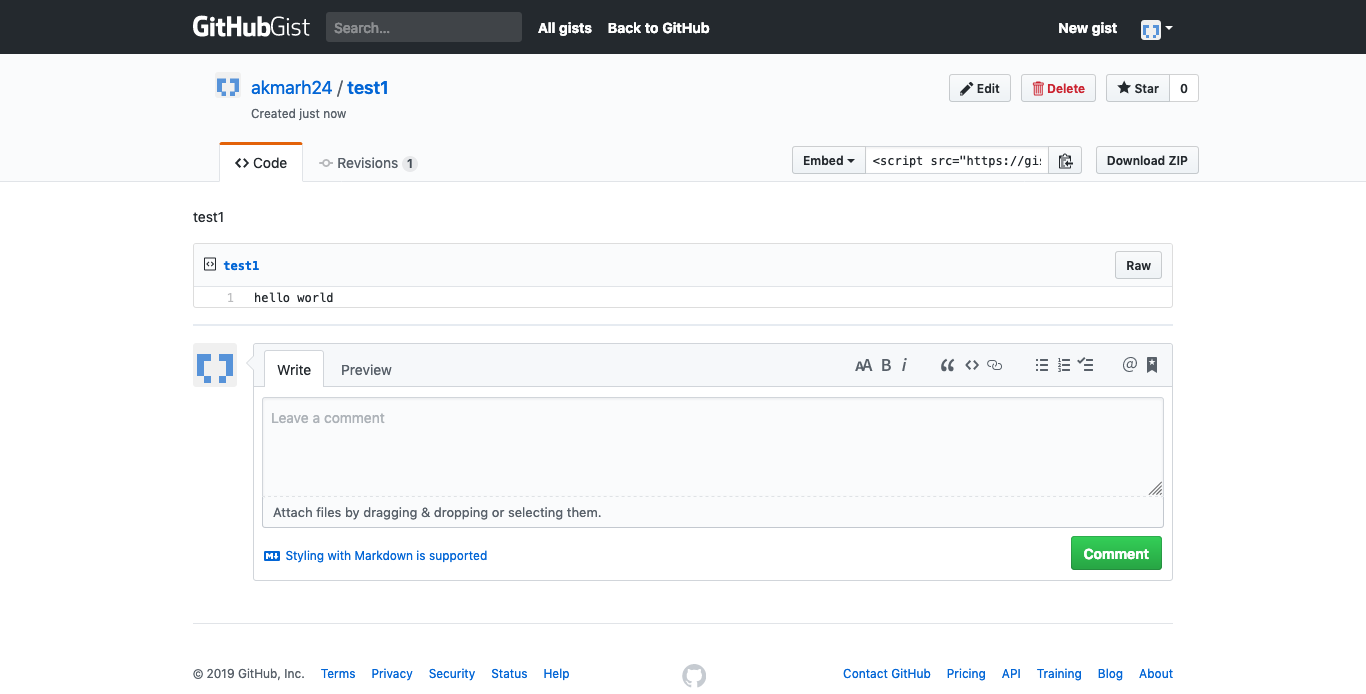 GitHubGist Search... All gists Back to GitHub New gist
akmarh24 / test1 Edit Delete Star 0
Created just now
Code Revisions 1 Embed <script src="https://gis Download ZIP
test1
test1 Raw
1 hello world
Write Preview AA B i “ <> 1 2 3 @
Leave a comment
Attach files by dragging & dropping or selecting them.
M Styling with Markdown is supported Comment
© 2019 GitHub, Inc. Terms Privacy Security Status Help Contact GitHub Pricing API Training Blog About